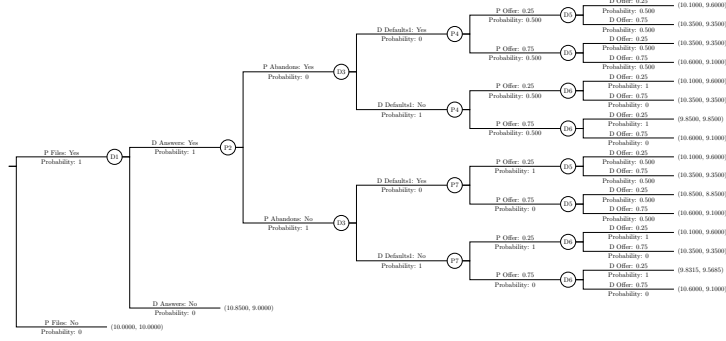 D Offer: 0.25
(10.1000, 9.6000)
Probability: 0.500
P Offer: 0.25
D5
Probability: 0.500
D Offer: 0.75
(10.3500, 9.3500)
Probability: 0.500
D Defaults1: Yes
P4
Probability: 0
D Offer: 0.25
(10.3500, 9.3500)
Probability: 0.500
P Offer: 0.75
D5
Probability: 0.500
D Offer: 0.75
(10.6000, 9.1000)
Probability: 0.500
P Abandons: Yes
D3
Probability: 0
D Offer: 0.25
(10.1000, 9.6000)
Probability: 1
P Offer: 0.25
D6
Probability: 0.500
D Offer: 0.75
(10.3500, 9.3500)
Probability: 0
D Defaults1: No
P4
Probability: 1
D Offer: 0.25
(9.8500, 9.8500)
Probability: 1
P Offer: 0.75
D6
Probability: 0.500
D Offer: 0.75
(10.6000, 9.1000)
Probability: 0
P Files: Yes
D1
Probability: 1
D Answers: Yes
P2
Probability: 1
D Offer: 0.25
(10.1000, 9.6000)
Probability: 0.500
P Offer: 0.25
D5
Probability: 1
D Offer: 0.75
(10.3500, 9.3500)
Probability: 0.500
D Defaults1: Yes
P7
Probability: 0
D Offer: 0.25
(10.8500, 8.8500)
Probability: 0.500
P Offer: 0.75
D5
Probability: 0
D Offer: 0.75
(10.6000, 9.1000)
Probability: 0.500
P Abandons: No
D3
Probability: 1
D Offer: 0.25
(10.1000, 9.6000)
Probability: 1
P Offer: 0.25
D6
Probability: 1
D Offer: 0.75
(10.3500, 9.3500)
Probability: 0
D Defaults1: No
P7
Probability: 1
D Offer: 0.25
(9.8315, 9.5685)
Probability: 1
P Offer: 0.75
D6
Probability: 0
D Offer: 0.75
(10.6000, 9.1000)
Probability: 0
D Answers: No
(10.8500, 9.0000)
Probability: 0
P Files: No
(10.0000, 10.0000)
Probability: 0